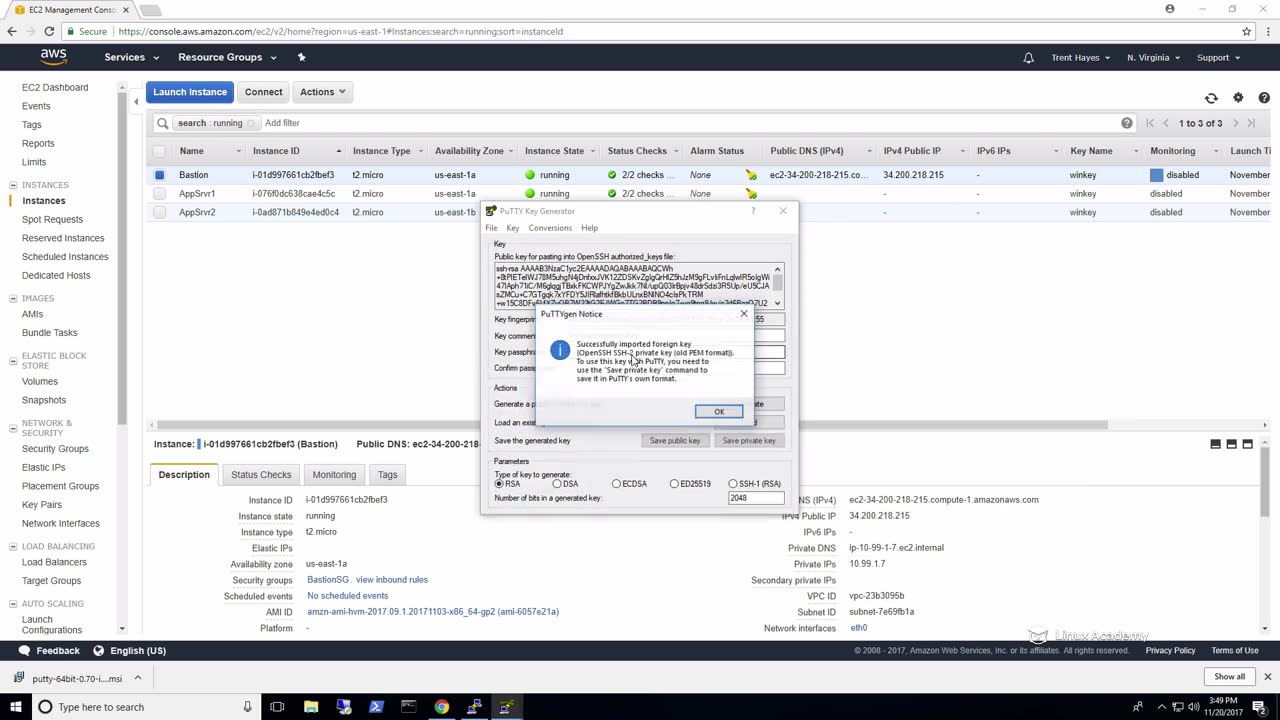 EC2 Management Conso
Secure https://console.aws.amazon.com/ec2/v2/home?region=us-east-1#Instances:search=running;sort=instanceId
aws Services Resource Groups Trent Hayes N. Virginia Support
EC2 Dashboard
Events
Tags
Reports
Limits
INSTANCES
Instances
Spot Requests
Reserved Instances
Scheduled Instances
Dedicated Hosts
IMAGES
AMIs
Bundle Tasks
ELASTIC BLOCK
STORE
Volumes
Snapshots
NETWORK &
SECURITY
Security Groups
Elastic IPs
Placement Groups
Key Pairs
Network Interfaces
LOAD BALANCING
Load Balancers
Target Groups
AUTO SCALING
Launch
Configurations
Launch Instance Connect Actions
search : running Add filter 1 to 3 of 3
Name Instance ID Instance Type Availability Zone Instance State Status Checks Alarm Status Public DNS (IPv4) IPv4 Public IP IPv6 IPs Key Name Monitoring Launch Ti
Bastion i-01d997661cb2fbef3 t2.micro us-east-1a running 2/2 checks ... None ec2-34-200-218-215.co... 34.200.218.215 - winkey disabled November
AppSrvr1 i-076f0dc638cae4c5c t2.micro us-east-1a running 2/2 checks ... None - - winkey disabled November
AppSrvr2 i-0ad871b849e4ed0c4 t2.micro us-east-1b - - winkey disabled November
PuTTY Key Generator ?
File Key Conversions Help
Key
Public key for pasting into OpenSSH authorized_keys file:
ssh-rsa
Key fingerprin 55
Key comme
Key passphra
Confirm pass
PuTTYgen Notice
Successfully imported foreign key
(OpenSSH SSH-2 private key (old PEM format)).
To use this key with PuTTY, you need to
use the "Save private key" command to
save it in PuTTY's own format.
OK
Actions
Generate a p ate
Load an exis
Save the generated key Save public key Save private key
Parameters
Type of key to generate:
RSA DSA ECDSA ED25519 SSH-1 (RSA)
Number of bits in a generated key: 2048
Instance: i-01d997661cb2fbef3 (Bastion) Public DNS: ec2-34-200-218
Description Status Checks Monitoring Tags
Instance ID i-01d997661cb2fbef3
Instance state running
Instance type t2.micro
Elastic IPs
Availability zone us-east-1a
Security groups BastionSG . view inbound rules
Scheduled events No scheduled events
AMI ID amzn-ami-hvm-2017.09.1.20171103-x86_64-gp2 (ami-6057e21a)
Platform -
NS (IPv4) ec2-34-200-218-215.compute-1.amazonaws.com
IPv4 Public IP 34.200.218.215
IPv6 IPs -
Private DNS ip-10-99-1-7.ec2.internal
Private IPs 10.99.1.7
Secondary private IPs
VPC ID vpc-23b3095b
Subnet ID subnet-7e69fb1a
Network interfaces eth0
Linux Academy
Feedback English (US) © 2008 - 2017, Amazon Web Services, Inc. or its affiliates. All rights reserved. Privacy Policy Terms of Use
putty-64bit-0.70-i....msi Show all
Type here to search
3:49 PM
11/20/2017
2